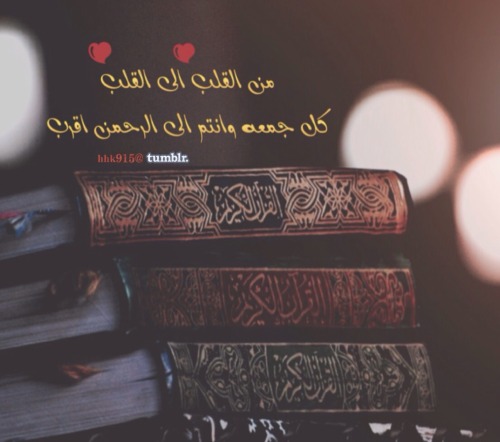 من القلب الى القلب
كل جمعه وانتم الى الرحمن اقرب
hhk915@ tumblr.
القرآن الكريم
القرآن الكريم
القرآن الكريم